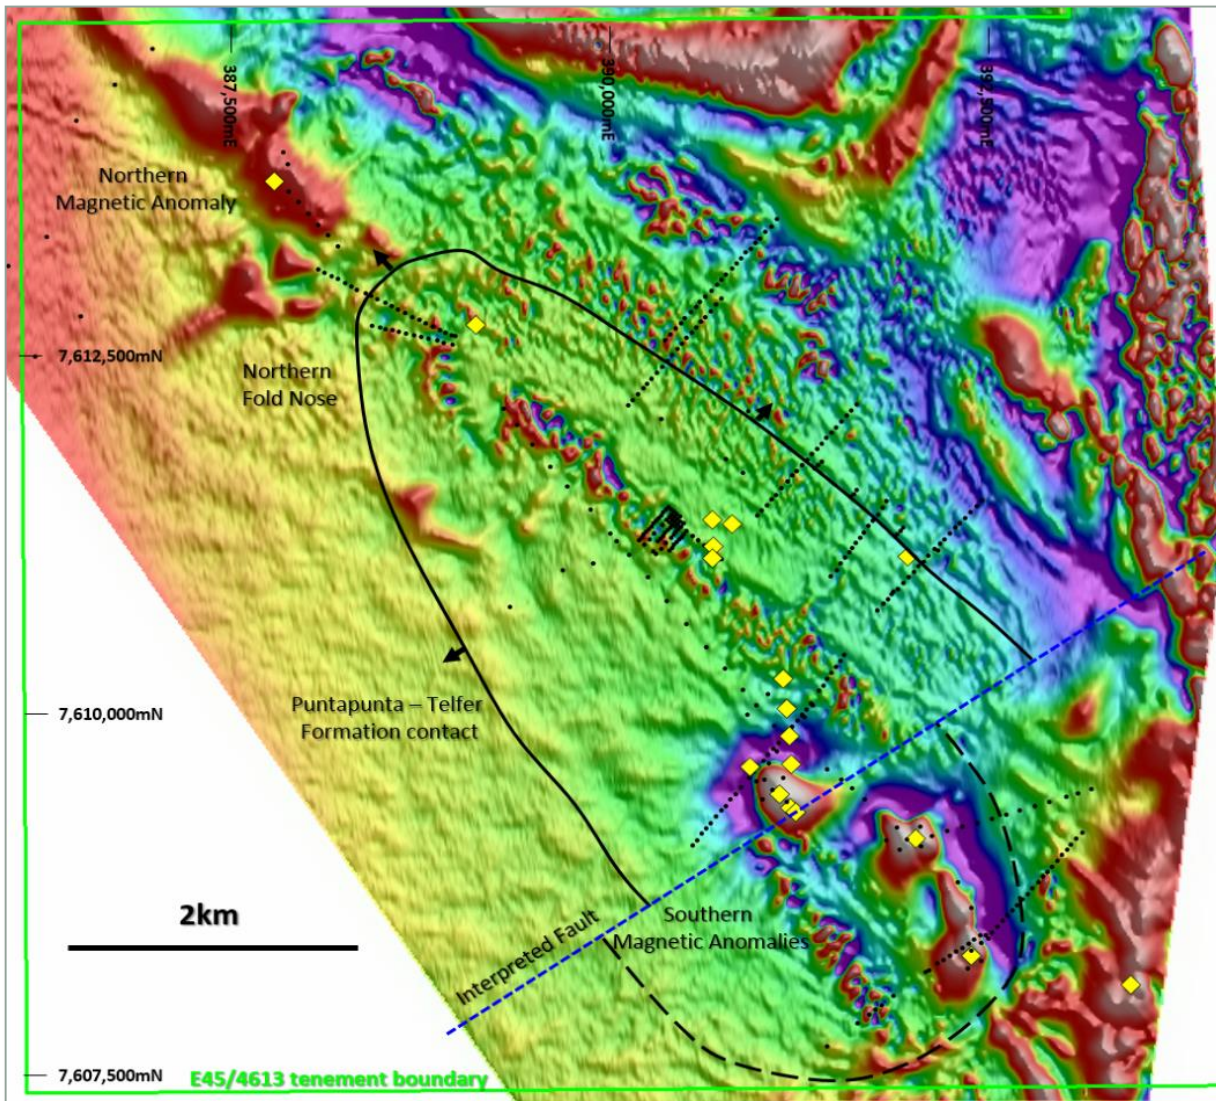 387,500mE
390,000mE
392,500mE
Northern
Magnetic Anomaly
7,612,500mN
Northern
Fold Nose
7,610,000mN
Puntapunta – Telfer
Formation contact
2km
Interpreted Fault
Southern
Magnetic Anomalies
7,607,500mN
E45/4613 tenement boundary